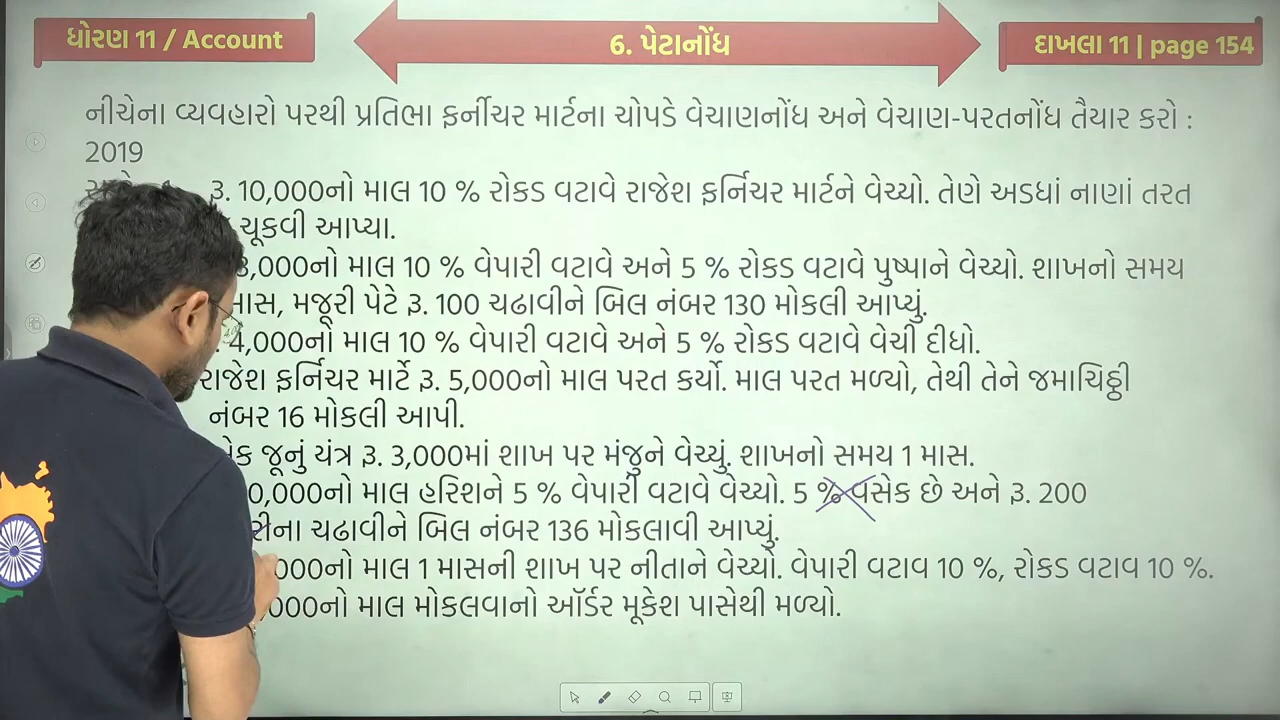 ધોરણ 11 / Account
6. પેટાનોંધ
દાખલા 11 | page 154
નીચેના વ્યવહારો પરથી પ્રતિભા ફર્નીચર માર્ટના ચોપડે વેચાણનોંધ અને વેચાણ-પરતનોંધ તૈયાર કરો :
2019
રૂ. 10,000નો માલ 10 % રોકડ વટાવે રાજેશ ફર્નિચર માર્ટને વેચ્યો. તેણે અડધાં નાણાં તરત
ચૂકવી આપ્યા.
,000નો માલ 10 % વેપારી વટાવે અને 5 % રોકડ વટાવે પુષ્પાને વેચ્યો. શાખનો સમય
માસ, મજૂરી પેટે રૂ. 100 ચઢાવીને બિલ નંબર 130 મોકલી આપ્યું.
4,000નો માલ 10 % વેપારી વટાવે અને 5 % રોકડ વટાવે વેચી દીધો.
રાજેશ ફર્નિચર માર્ટે રૂ. 5,000નો માલ પરત કર્યો. માલ પરત મળ્યો, તેથી તેને જમાચિઠ્ઠી
નંબર 16 મોકલી આપી.
જૂનું યંત્ર રૂ. 3,000માં શાખ પર મંજુને વેચ્યું. શાખનો સમય 1 માસ.
0,000નો માલ હરિશને 5 % વેપારી વટાવે વેચ્યો. 5 % વસેક છે અને રૂ. 200
ચઢાવીને બિલ નંબર 136 મોકલાવી આપ્યું.
000નો માલ 1 માસની શાખ પર નીતાને વેચ્યો. વેપારી વટાવ 10 %, રોકડ વટાવ 10 %.
,000નો માલ મોકલવાનો ઑર્ડર મૂકેશ પાસેથી મળ્યો.